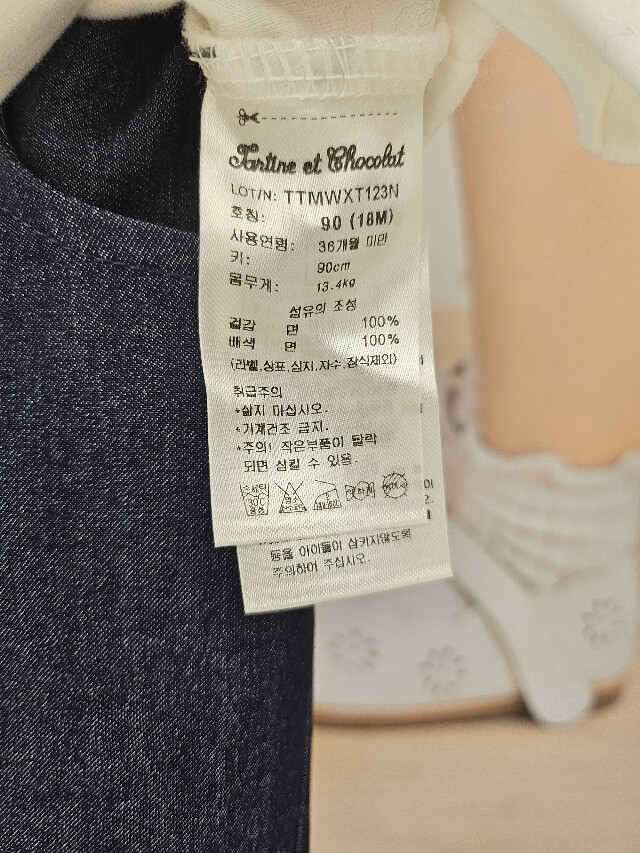 Tartine et Chocolat
LOT/N: TTMWXT123N
호칭: 90 (18M)
사용연령: 36개월 미만
키: 90cm
몸무게: 13.4kg
섬유의 조성
겉감 면 100%
배색 면 100%
(라벨,상표,심지,자수,장식제외)
취급주의
*삶지 마십시오.
*기계건조 금지.
*주의! 작은부품이 탈락
되면 삼킬 수 있음.
등을 아이들이 삼키지않도록
주의하여 주십시오.